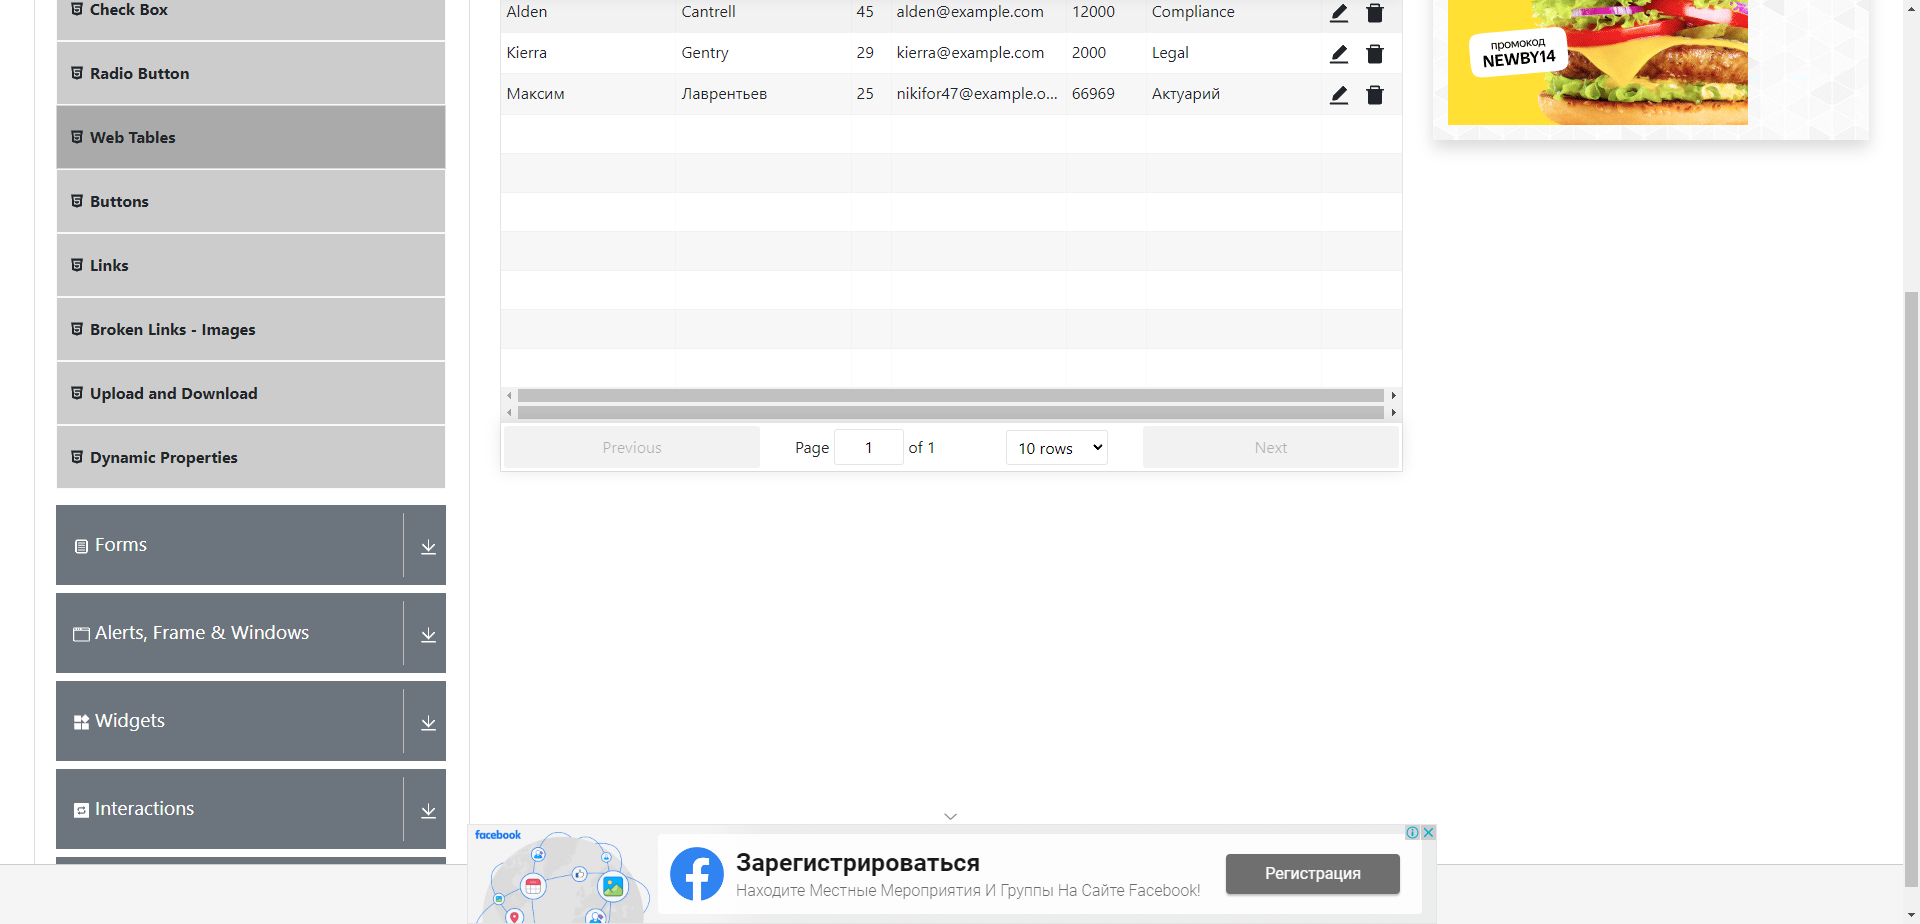 Check Box
Radio Button
Web Tables
Buttons
Links
Broken Links - Images
Upload and Download
Dynamic Properties
Forms
Alerts, Frame & Windows
Widgets
Interactions
Alden Cantrell 45 alden@example.com 12000 Compliance
Kierra Gentry 29 kierra@example.com 2000 Legal
Максим Лаврентьев 25 nikifor47@example.o... 66969 Актуарий
Previous Page 1 of 1 10 rows Next
промокод
NEWBY14
facebook
Зарегистрироваться
Находите Местные Мероприятия И Группы На Сайте Facebook!
Регистрация